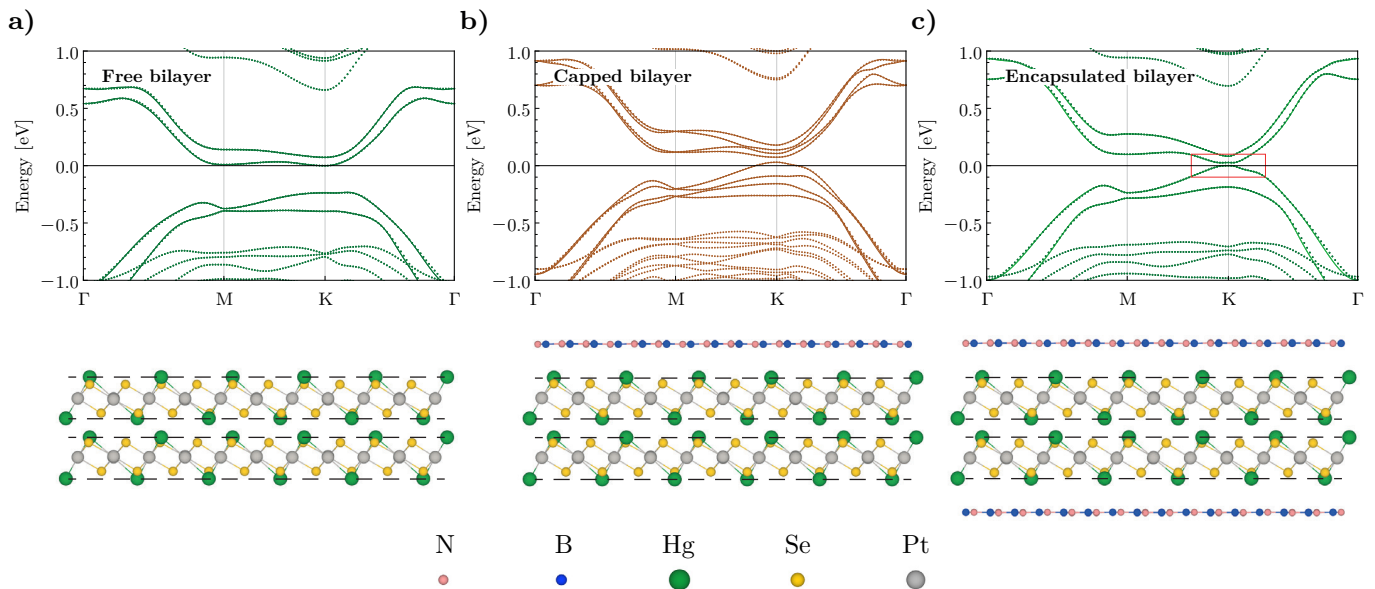 a)
b)
c)
Free bilayer
Capped bilayer
Encapsulated bilayer
Energy [eV]
1.0
0.5
0.0
−0.5
−1.0
Γ M K Γ
Energy [eV]
1.0
0.5
0.0
−0.5
−1.0
Γ M K Γ
Energy [eV]
1.0
0.5
0.0
−0.5
−1.0
Γ M K Γ
N B Hg Se Pt